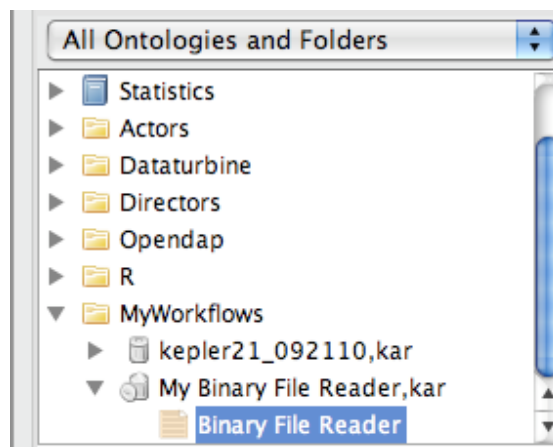 All Ontologies and Folders
Statistics
Actors
Dataturbine
Directors
Opendap
R
MyWorkflows
kepler21_092110,kar
My Binary File Reader,kar
Binary File Reader